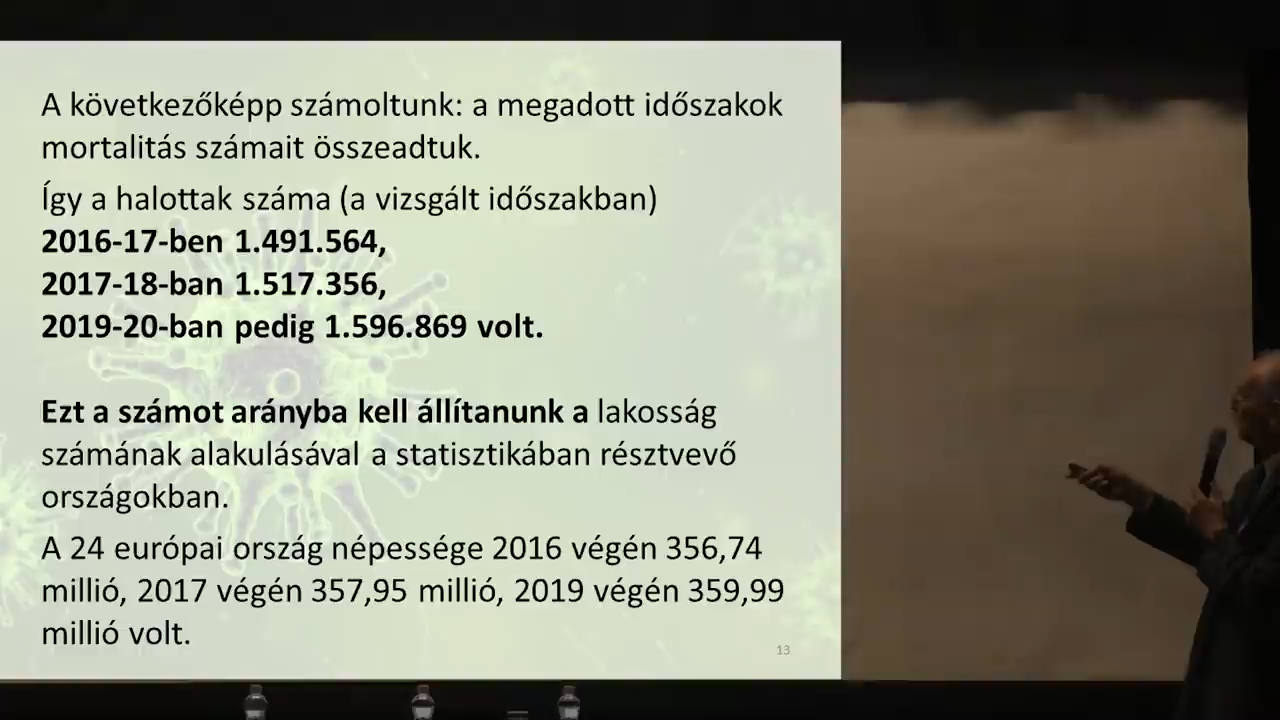 A következőképp számoltunk: a megadott időszakok
mortalitás számait összeadtuk.
Így a halottak száma (a vizsgált időszakban)
2016-17-ben 1.491.564,
2017-18-ban 1.517.356,
2019-20-ban pedig 1.596.869 volt.
Ezt a számot arányba kell állítanunk a lakosság
számának alakulásával a statisztikában résztvevő
országokban.
A 24 európai ország népessége 2016 végén 356,74
millió, 2017 végén 357,95 millió, 2019 végén 359,99
millió volt.
13